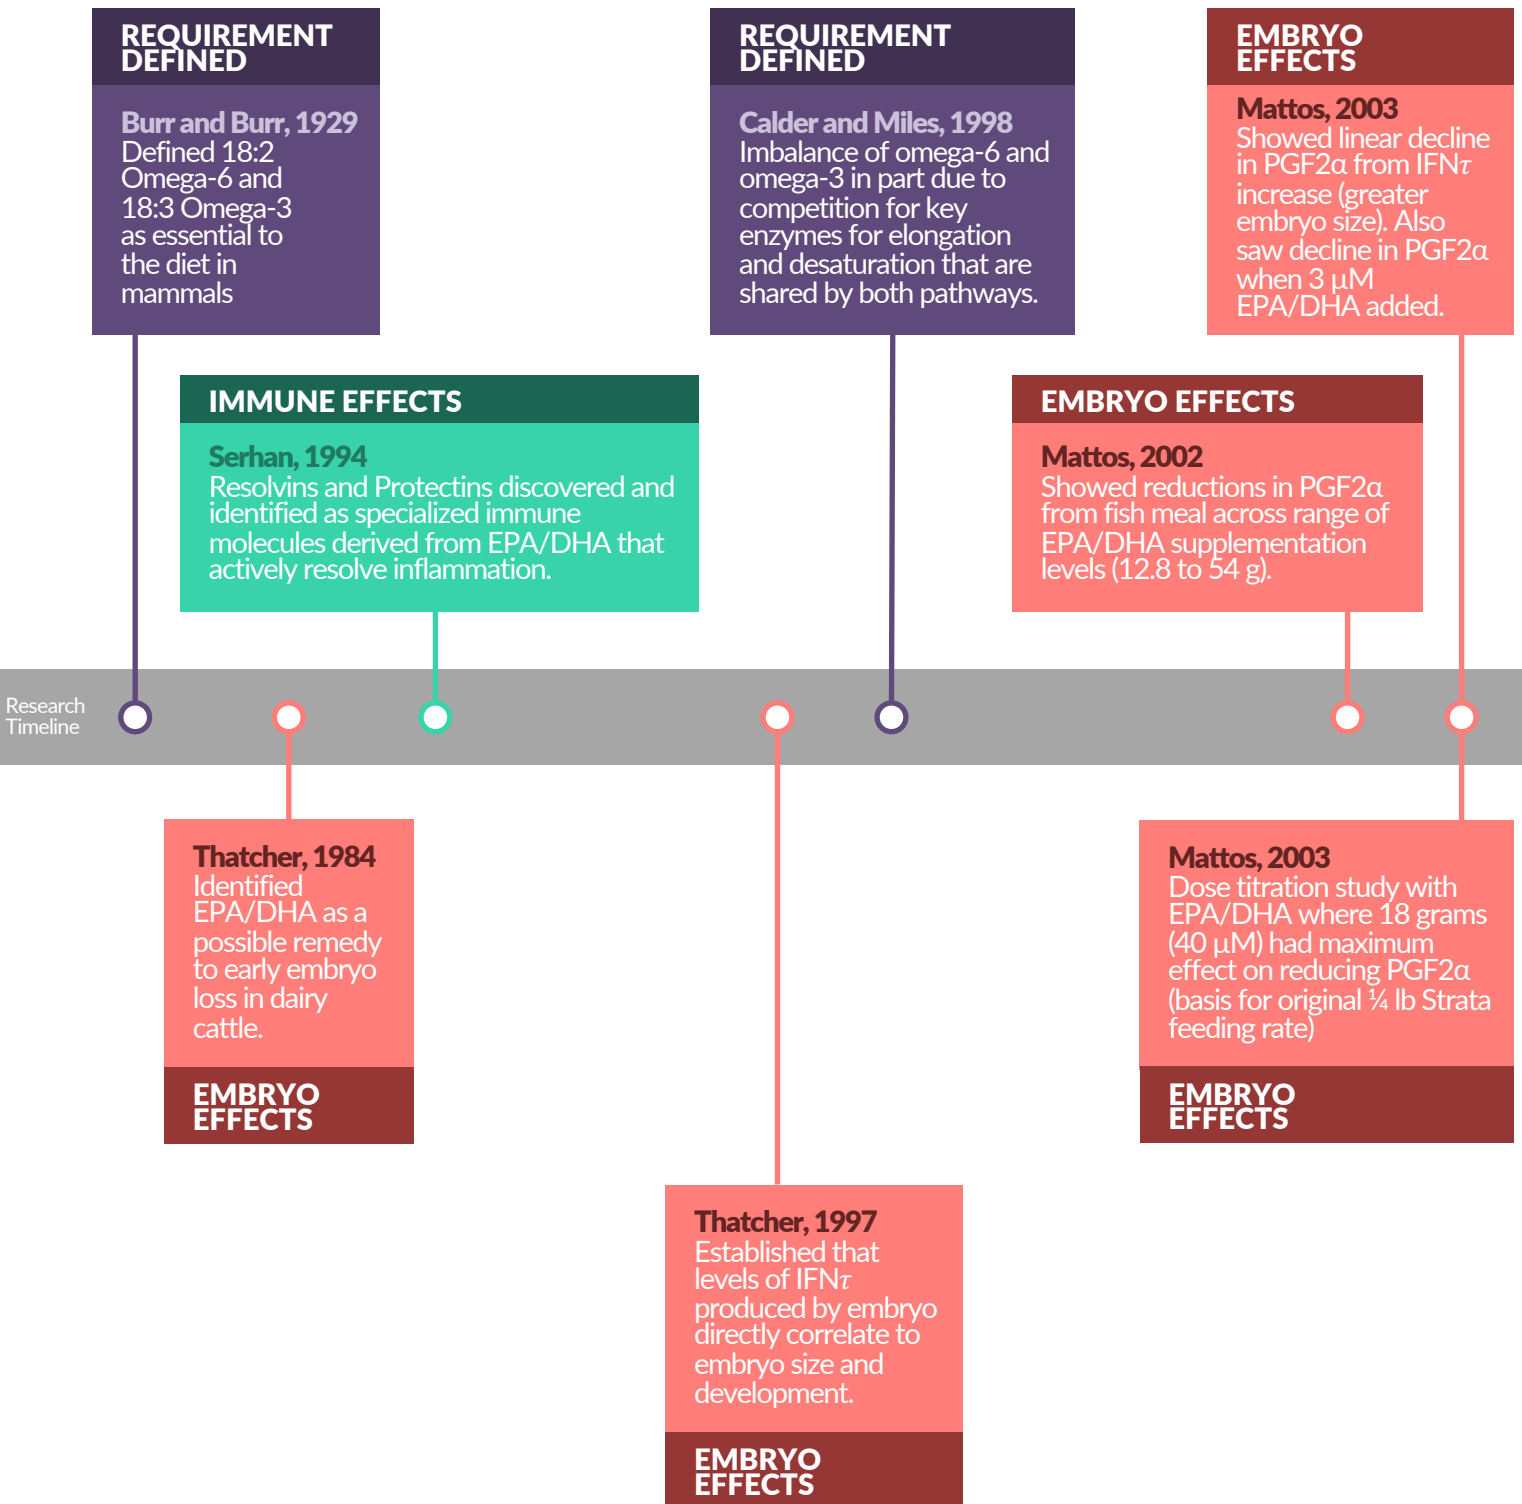 REQUIREMENT
DEFINED
Burr and Burr, 1929
Defined 18:2
Omega-6 and
18:3 Omega-3
as essential to
the diet in
mammals
REQUIREMENT
DEFINED
Calder and Miles, 1998
Imbalance of omega-6 and
omega-3 in part due to
competition for key
enzymes for elongation
and desaturation that are
shared by both pathways.
EMBRYO
EFFECTS
Mattos, 2003
Showed linear decline
in PGF2α from IFNτ
increase (greater
embryo size). Also
saw decline in PGF2α
when 3 µM
EPA/DHA added.
IMMUNE EFFECTS
Serhan, 1994
Resolvins and Protectins discovered and
identified as specialized immune
molecules derived from EPA/DHA that
actively resolve inflammation.
EMBRYO EFFECTS
Mattos, 2002
Showed reductions in PGF2α
from fish meal across range of
EPA/DHA supplementation
levels (12.8 to 54 g).
Research
Timeline
Thatcher, 1984
Identified
EPA/DHA as a
possible remedy
to early embryo
loss in dairy
cattle.
EMBRYO
EFFECTS
Mattos, 2003
Dose titration study with
EPA/DHA where 18 grams
(40 µM) had maximum
effect on reducing PGF2α
(basis for original ¼ lb Strata
feeding rate)
EMBRYO
EFFECTS
Thatcher, 1997
Established that
levels of IFNτ
produced by embryo
directly correlate to
embryo size and
development.
EMBRYO
EFFECTS